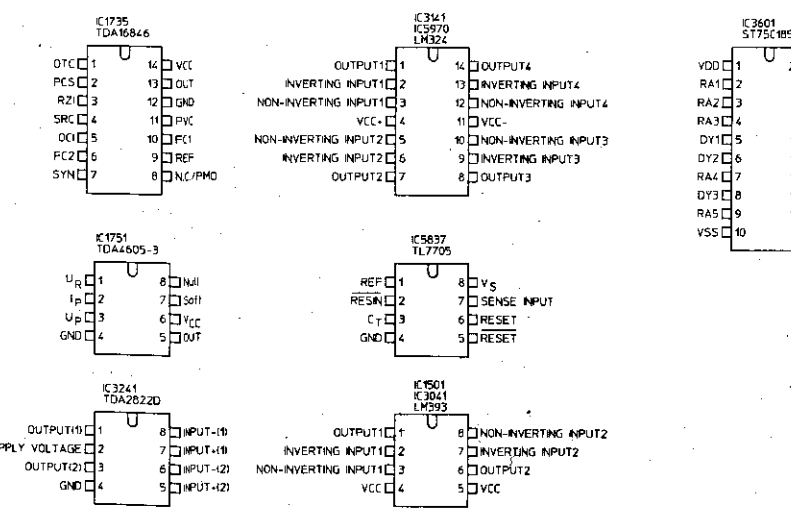 IC1735
TDA16846
OTC 1 14 VCC
PCS 2 13 OUT
RZI 3 12 GND
SRC 4 11 PVC
OCI 5 10 FC1
FC2 6 9 REF
SYN 7 8 N.C/PMO
IC3141
IC5970
LM324
OUTPUT1 1 14 OUTPUT4
INVERTING INPUT1 2 13 INVERTING INPUT4
NON-INVERTING INPUT1 3 12 NON-INVERTING INPUT4
VCC+ 4 11 VCC-
NON-INVERTING INPUT2 5 10 NON-INVERTING INPUT3
INVERTING INPUT2 6 9 INVERTING INPUT3
OUTPUT2 7 8 OUTPUT3
IC3601
ST75C185
VDD 1
RA1 2
RA2 3
RA3 4
DY1 5
DY2 6
RA4 7
DY3 8
RA5 9
VSS 10
IC1751
TDA4605-3
UR 1 8 Null
IP 2 7 Soft
UP 3 6 VCC
GND 4 5 OUT
IC5837
TL7705
REF 1 8 VS
RESIN 2 7 SENSE INPUT
CT 3 6 RESET
GND 4 5 RESET
IC3241
TDA2822D
OUTPUT(1) 1 8 INPUT-(1)
PPLY VOLTAGE 2 7 INPUT+(1)
OUTPUT(2) 3 6 INPUT-(2)
GND 4 5 INPUT+(2)
IC1501
IC3041
LM393
OUTPUT1 1 8 NON-INVERTING INPUT2
INVERTING INPUT1 2 7 INVERTING INPUT2
NON-INVERTING INPUT1 3 6 OUTPUT2
VCC 4 5 VCC